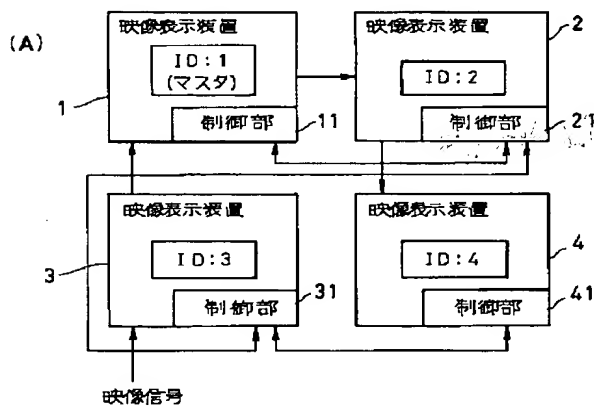 (A)
映像表示装置
ID:1
(マスタ)
制御部
11
1
映像表示装置
2
ID:2
制御部
21
映像表示装置
ID:3
3
制御部
31
映像表示装置
4
ID:4
制御部
41
映像信号